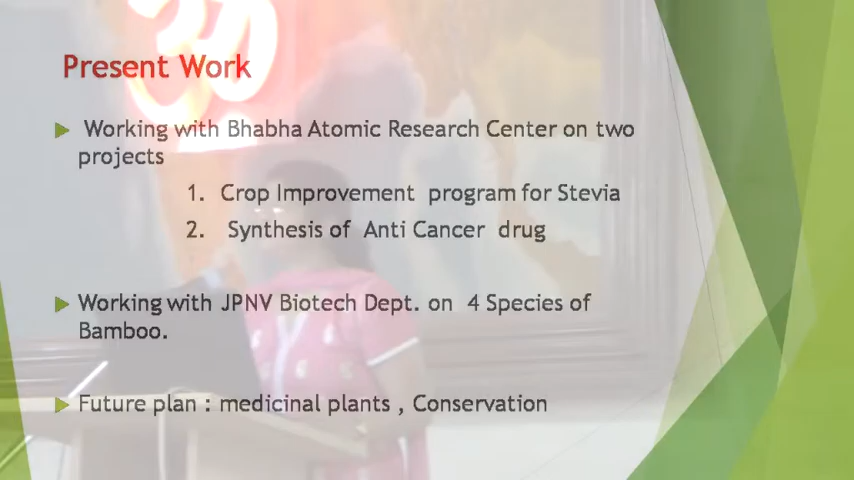 Present Work
Working with Bhabha Atomic Research Center on two
projects
1. Crop Improvement program for Stevia
2. Synthesis of Anti Cancer drug
Working with JPNV Biotech Dept. on 4 Species of
Bamboo.
Future plan : medicinal plants , Conservation